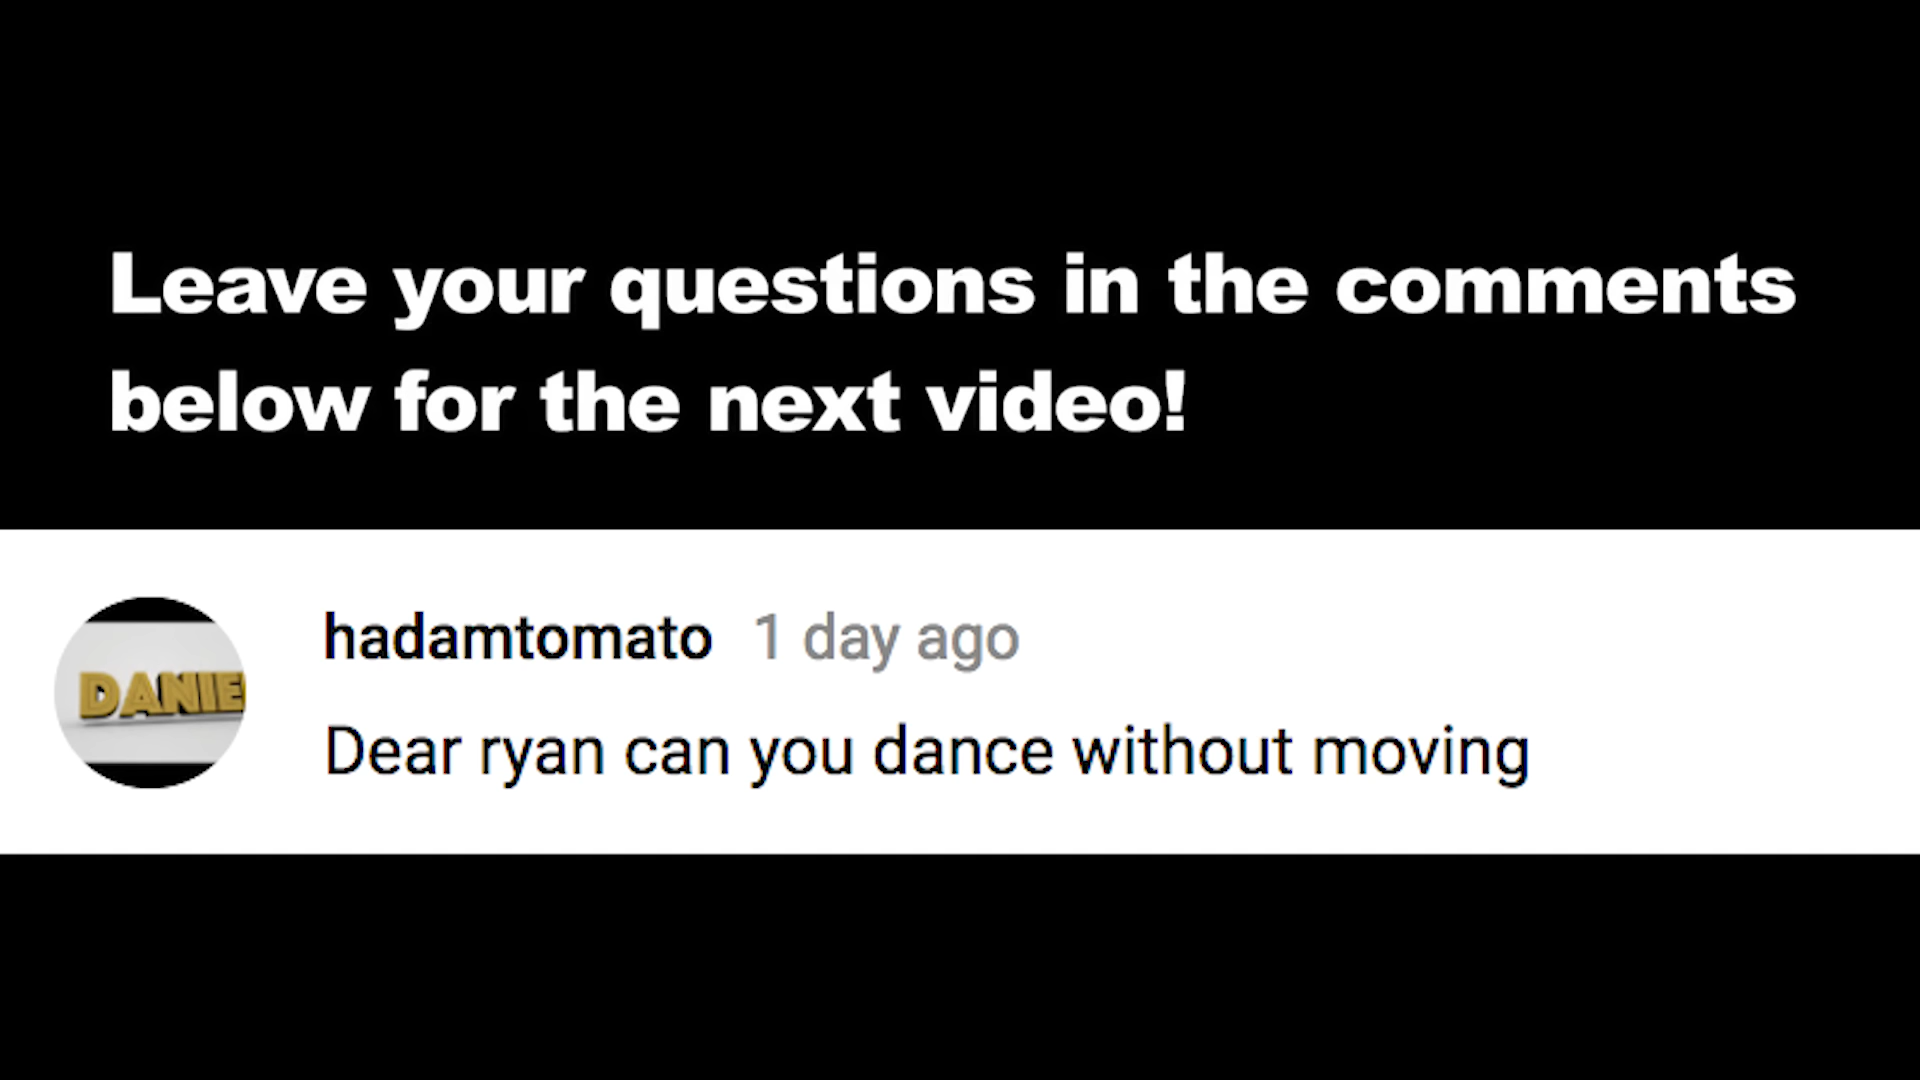 Leave your questions in the comments
below for the next video!
hadamtomato 1 day ago
DANIE
Dear ryan can you dance without moving